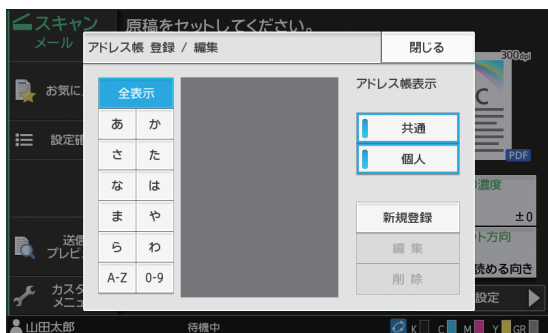 スキャン
メール
原稿をセットしてください。
アドレス帳 登録 / 編集
閉じる
300dpi
お気に
全表示
アドレス帳表示
C
あ
か
共通
設定確
さ
た
個人
PDF
な
は
濃度
ま
や
新規登録
±0
送信
プレビ
ら
わ
編 集
ト方向
読める向き
A-Z
0-9
削 除
カスタ
メニ
設定
山田太郎
待機中
K
C
M
Y
GR